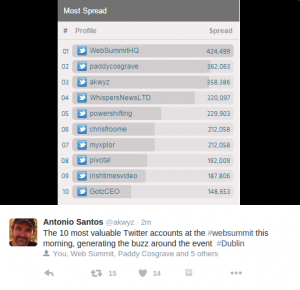 Most Spread
# Profile Spread
01 WebSummitHQ 424,499
02 paddycosgrave 362,063
03 akwyz 358,386
04 WhispersNewsLTD 320,097
05 powershifting 229,903
06 chrisfroome 212,058
07 myxplor 212,058
08 pivotal 192,009
09 irishtimesvideo 187,806
10 GotzCEO 148,653
Antonio Santos @akwyz · 2m
The 10 most valuable Twitter accounts at the #websummit this
morning, generating the buzz around the event #Dublin
You, Web Summit, Paddy Cosgrave and 5 others
15 14